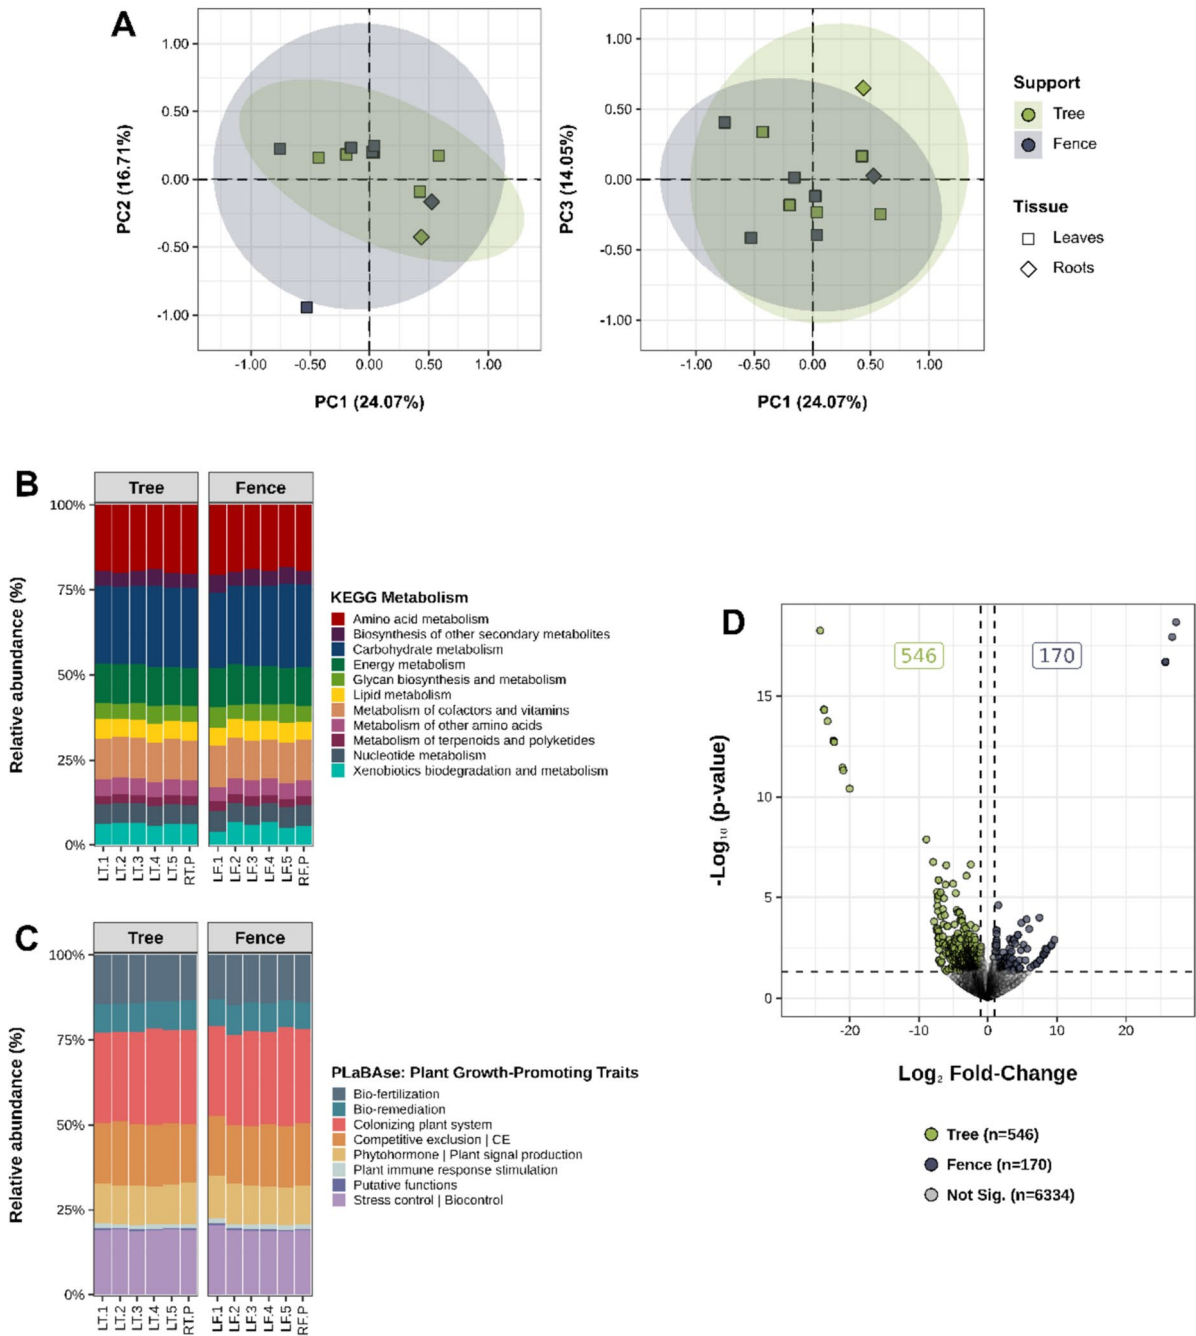 A
1.00
0.50
0.00
-0.50
-1.00
PC2 (16.71%)
-1.00 -0.50 0.00 0.50 1.00
PC1 (24.07%)
1.00
0.50
0.00
-0.50
-1.00
PC3 (14.05%)
-1.00 -0.50 0.00 0.50 1.00
PC1 (24.07%)
Support
Tree
Fence
Tissue
Leaves
Roots
B
Tree Fence
100%
75%
50%
25%
0%
Relative abundance (%)
LT.1 LT.2 LT.3 LT.4 LT.5 RT.P LF.1 LF.2 LF.3 LF.4 LF.5 RF.P
KEGG Metabolism
Amino acid metabolism
Biosynthesis of other secondary metabolites
Carbohydrate metabolism
Energy metabolism
Glycan biosynthesis and metabolism
Lipid metabolism
Metabolism of cofactors and vitamins
Metabolism of other amino acids
Metabolism of terpenoids and polyketides
Nucleotide metabolism
Xenobiotics biodegradation and metabolism
C
Tree Fence
100%
75%
50%
25%
0%
Relative abundance (%)
LT.1 LT.2 LT.3 LT.4 LT.5 RT.P LF.1 LF.2 LF.3 LF.4 LF.5 RF.P
PLaBAse: Plant Growth-Promoting Traits
Bio-fertilization
Bio-remediation
Colonizing plant system
Competitive exclusion | CE
Phytohormone | Plant signal production
Plant immune response stimulation
Putative functions
Stress control | Biocontrol
D
546 170
15
10
5
0
-Log₁₀ (p-value)
-20 -10 0 10 20
Log₂ Fold-Change
Tree (n=546)
Fence (n=170)
Not Sig. (n=6334)